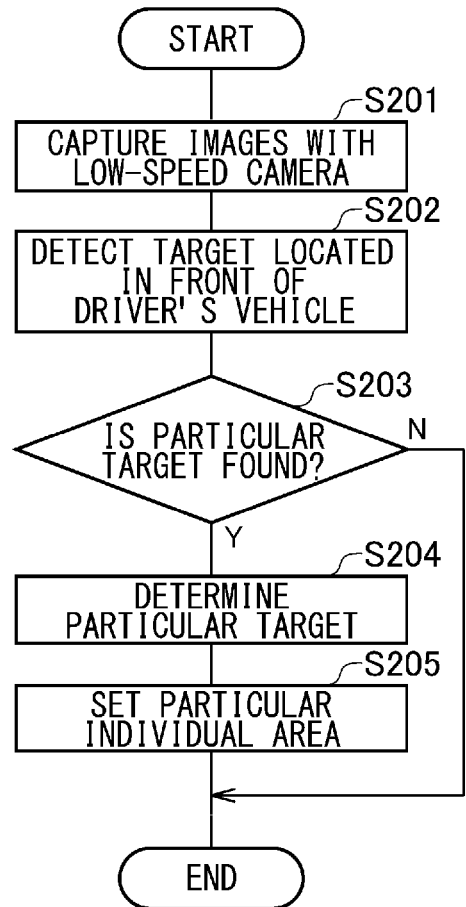 START
S201
CAPTURE IMAGES WITH
LOW-SPEED CAMERA
S202
DETECT TARGET LOCATED
IN FRONT OF
DRIVER'S VEHICLE
S203
IS PARTICULAR
TARGET FOUND?
N
Y
S204
DETERMINE
PARTICULAR TARGET
S205
SET PARTICULAR
INDIVIDUAL AREA
END